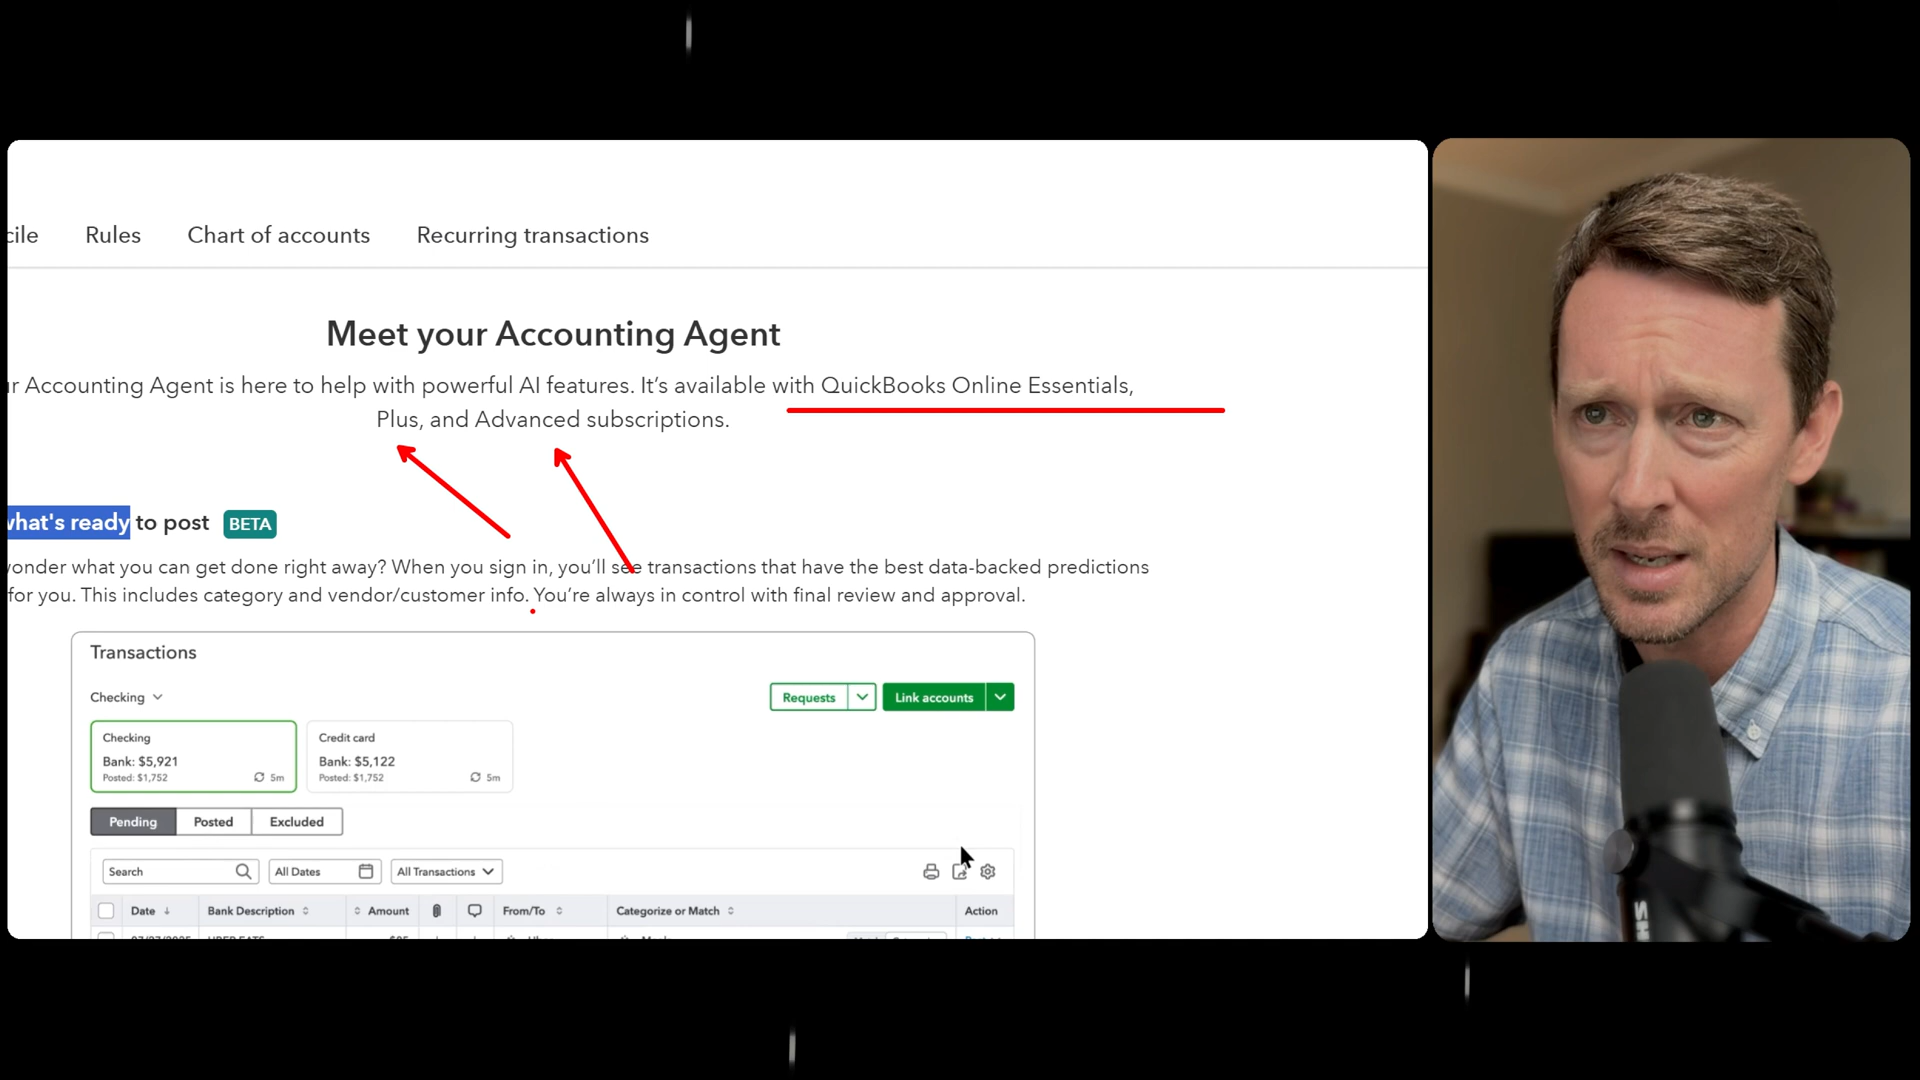 cile Rules Chart of accounts Recurring transactions
Meet your Accounting Agent
r Accounting Agent is here to help with powerful AI features. It’s available with QuickBooks Online Essentials,
Plus, and Advanced subscriptions.
what's ready to post BETA
wonder what you can get done right away? When you sign in, you’ll see transactions that have the best data-backed predictions
for you. This includes category and vendor/customer info. You’re always in control with final review and approval.
Transactions
Checking
Requests Link accounts
Checking
Bank: $5,921
Posted: $1,752 5m
Credit card
Bank: $5,122
Posted: $1,752 5m
Pending Posted Excluded
Search All Dates All Transactions
Date Bank Description Amount From/To Categorize or Match Action
UBER EATS
SH